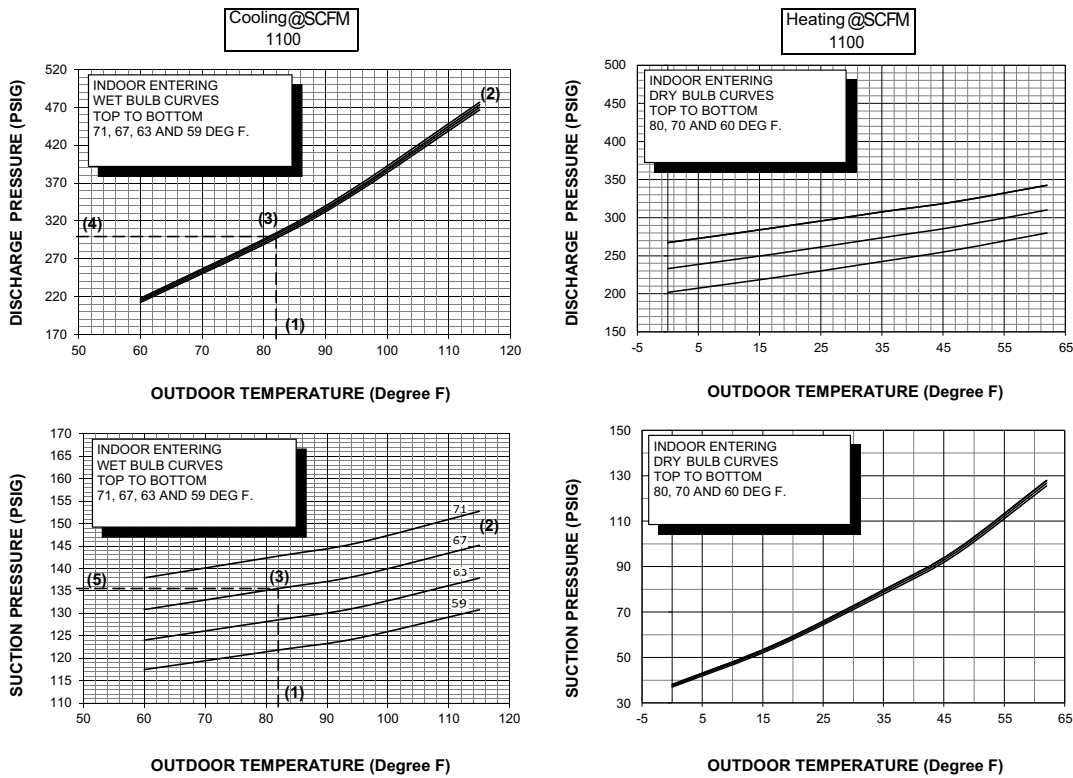 Cooling@SCFM
1100
520
470
420
370
320
270
220
170
DISCHARGE PRESSURE (PSIG)
INDOOR ENTERING
WET BULB CURVES
TOP TO BOTTOM
71, 67, 63 AND 59 DEG F.
(2)
(4)
(3)
(1)
50 60 70 80 90 100 110 120
OUTDOOR TEMPERATURE (Degree F)
Heating@SCFM
1100
500
450
400
350
300
250
200
150
DISCHARGE PRESSURE (PSIG)
INDOOR ENTERING
DRY BULB CURVES
TOP TO BOTTOM
80, 70 AND 60 DEG F.
-5 5 15 25 35 45 55 65
OUTDOOR TEMPERATURE (Degree F)
170
165
160
155
150
145
140
135
130
125
120
115
110
SUCTION PRESSURE (PSIG)
INDOOR ENTERING
WET BULB CURVES
TOP TO BOTTOM
71, 67, 63 AND 59 DEG F.
71
(2)
67
(5)
(3)
63
59
(1)
50 60 70 80 90 100 110 120
OUTDOOR TEMPERATURE (Degree F)
150
130
110
90
70
50
30
SUCTION PRESSURE (PSIG)
INDOOR ENTERING
DRY BULB CURVES
TOP TO BOTTOM
80, 70 AND 60 DEG F.
-5 5 15 25 35 45 55 65
OUTDOOR TEMPERATURE (Degree F)